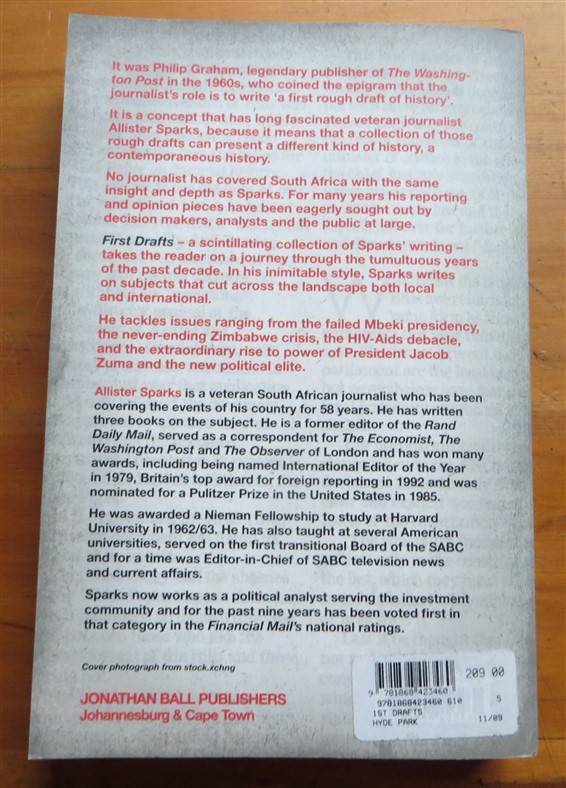 It was Philip Graham, legendary publisher of The Washing-
ton Post in the 1960s, who coined the epigram that the
journalist's role is to write 'a first rough draft of history'.
It is a concept that has long fascinated veteran journalist
Allister Sparks, because it means that a collection of those
rough drafts can present a different kind of history, a
contemporaneous history.
No journalist has covered South Africa with the same
insight and depth as Sparks. For many years his reporting
and opinion pieces have been eagerly sought out by
decision makers, analysts and the public at large.
First Drafts – a scintillating collection of Sparks' writing –
takes the reader on a journey through the tumultuous years
of the past decade. In his inimitable style, Sparks writes
on subjects that cut across the landscape both local
and international.
He tackles issues ranging from the failed Mbeki presidency,
the never-ending Zimbabwe crisis, the HIV-Aids debacle,
and the extraordinary rise to power of President Jacob
Zuma and the new political elite.
Allister Sparks is a veteran South African journalist who has been
covering the events of his country for 58 years. He has written
three books on the subject. He is a former editor of the Rand
Daily Mail, served as a correspondent for The Economist, The
Washington Post and The Observer of London and has won many
awards, including being named International Editor of the Year
in 1979, Britain's top award for foreign reporting in 1992 and was
nominated for a Pulitzer Prize in the United States in 1985.
He was awarded a Nieman Fellowship to study at Harvard
University in 1962/63. He has also taught at several American
universities, served on the first transitional Board of the SABC
and for a time was Editor-in-Chief of SABC television news
and current affairs.
Sparks now works as a political analyst serving the investment
community and for the past nine years has been voted first in
that category in the Financial Mail's national ratings.
Cover photograph from stock.xchng
JONATHAN BALL PUBLISHERS
Johannesburg & Cape Town
209 00
9 781868 423460
9781868423460 610 S
1ST DRAFTS
HYDE PARK 11/09